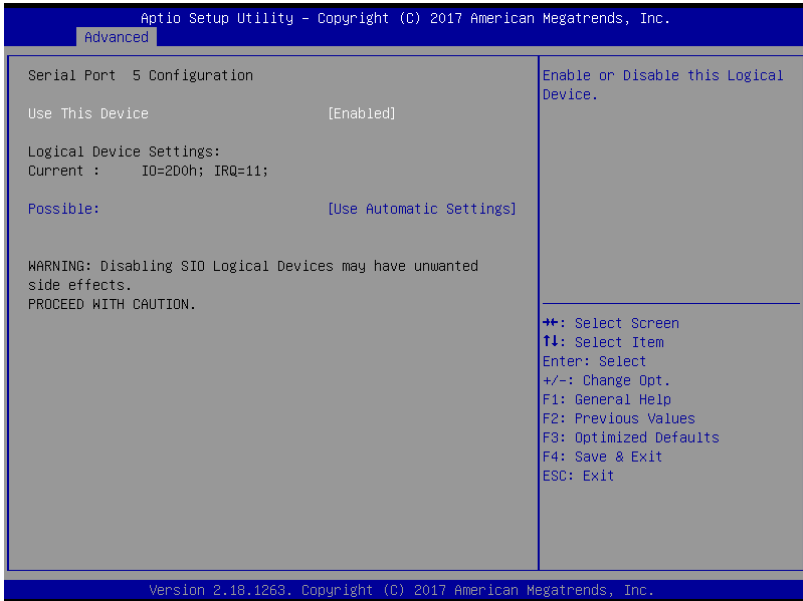 Aptio Setup Utility – Copyright (C) 2017 American Megatrends, Inc.
Advanced
Serial Port 5 Configuration
Use This Device [Enabled]
Logical Device Settings:
Current : IO=2D0h; IRQ=11;
Possible: [Use Automatic Settings]
WARNING: Disabling SIO Logical Devices may have unwanted
side effects.
PROCEED WITH CAUTION.
Enable or Disable this Logical
Device.
→←: Select Screen
↑↓: Select Item
Enter: Select
+/-: Change Opt.
F1: General Help
F2: Previous Values
F3: Optimized Defaults
F4: Save & Exit
ESC: Exit
Version 2.18.1263. Copyright (C) 2017 American Megatrends, Inc.